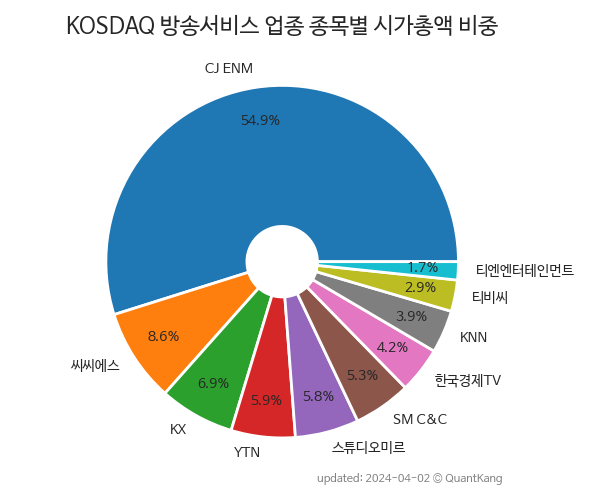 KOSDAQ 방송서비스 업종 종목별 시가총액 비중
CJ ENM
54.9%
씨씨에스
8.6%
KX
6.9%
YTN
5.9%
스튜디오미르
5.8%
SM C&C
5.3%
한국경제TV
4.2%
KNN
3.9%
티비씨
2.9%
티엔엔터테인먼트
1.7%
updated: 2024-04-02 © QuantKang